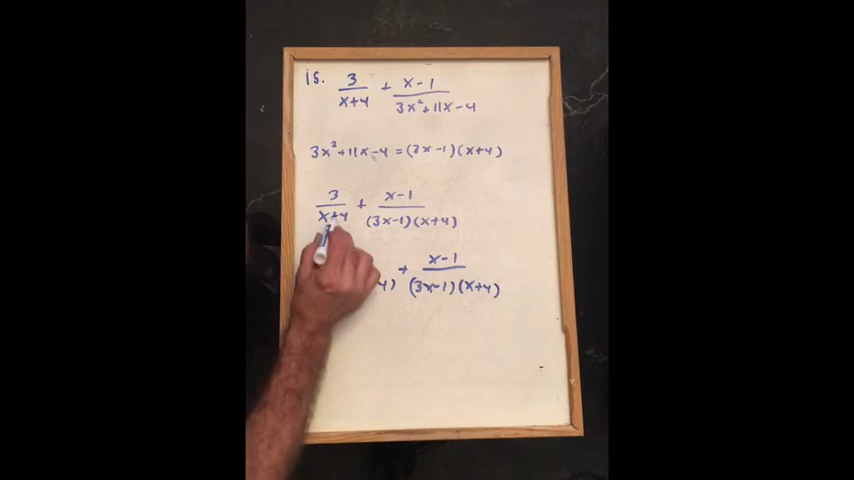 15. 3/(x+4) + (x-1)/(3x²+11x-4)
3x²+11x-4 = (3x-1)(x+4)
3/(x+4) + (x-1)/((3x-1)(x+4))
4) + (x-1)/((3x-1)(x+4))